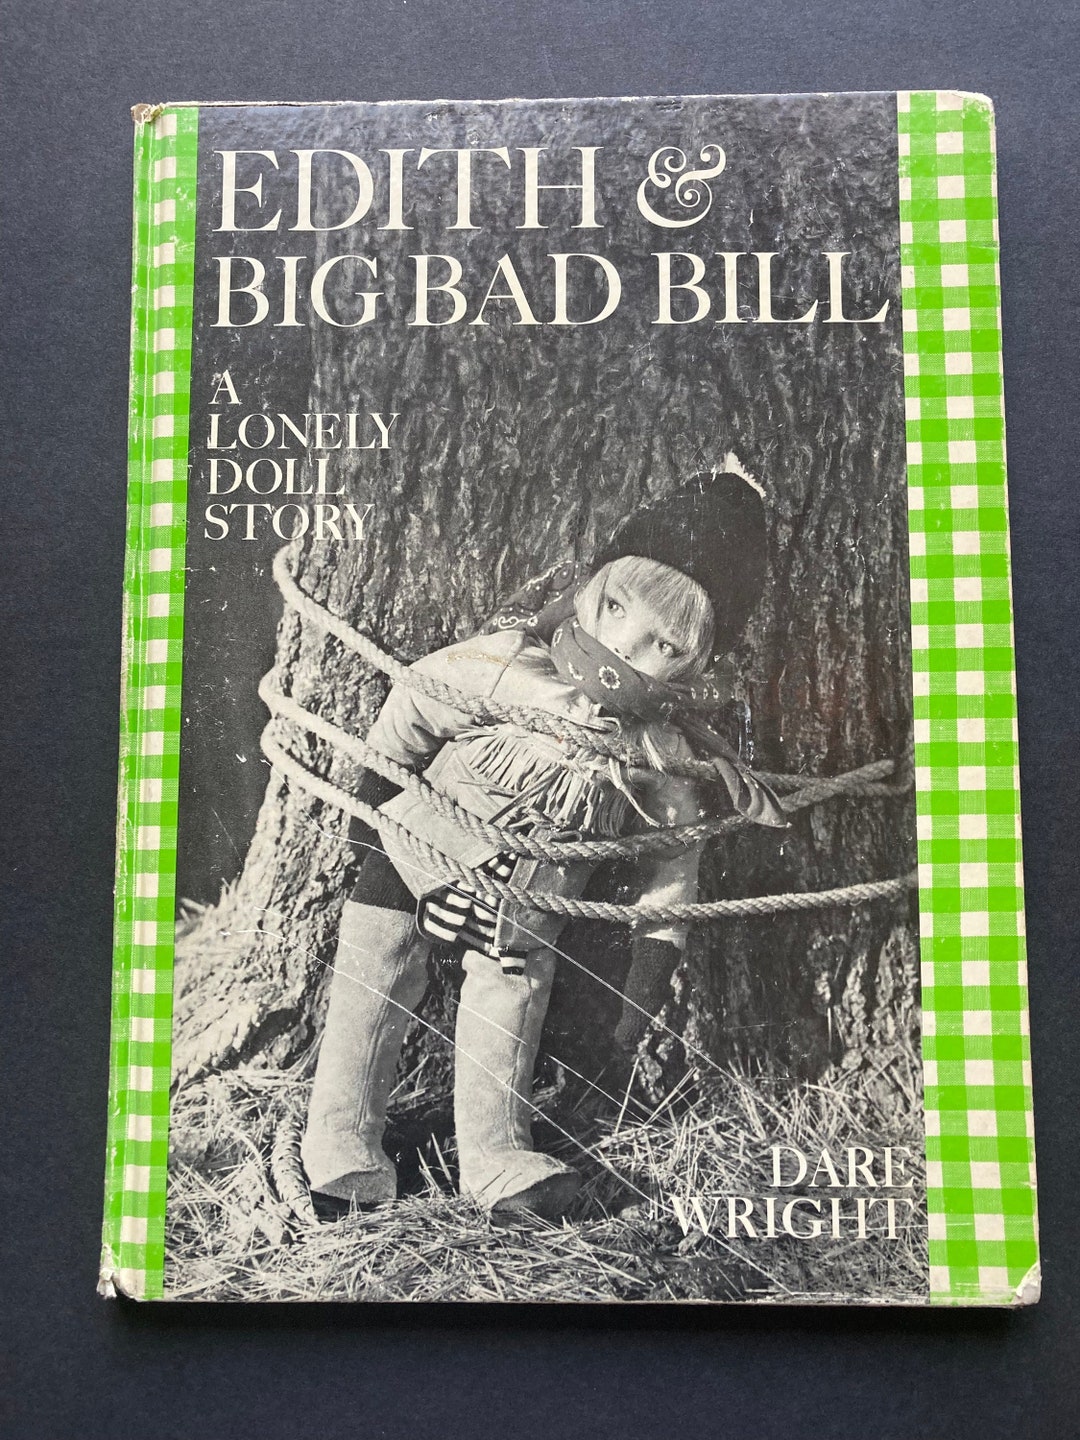 EDITH &
BIG BAD BILL
A
LONELY
DOLL
STORY
DARE
WRIGHT